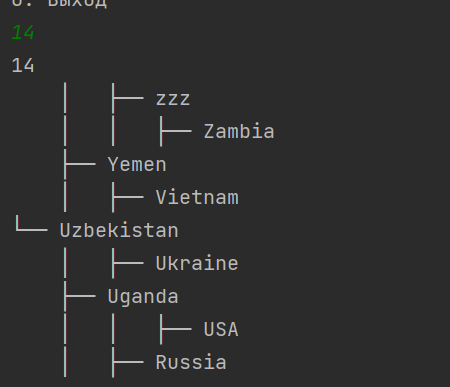 0. Выход
14
14
│   ├── zzz
│   │   ├── Zambia
├── Yemen
│   ├── Vietnam
└── Uzbekistan
│   ├── Ukraine
├── Uganda
│   │   ├── USA
│   ├── Russia